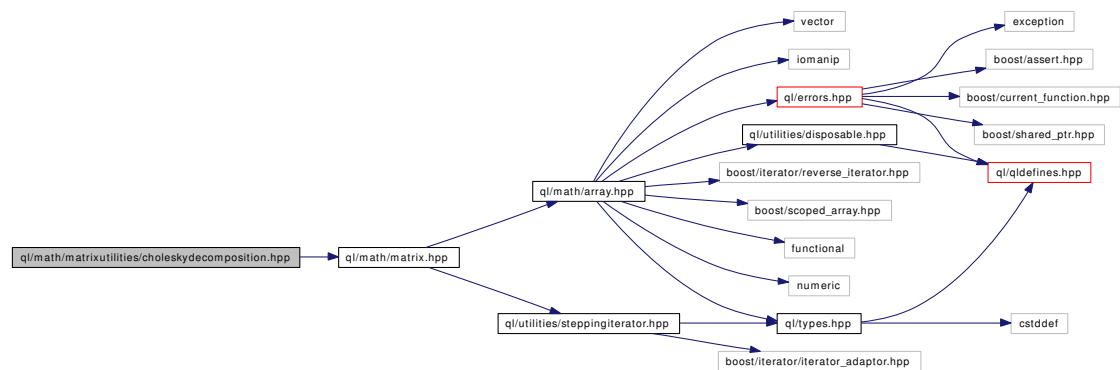 vector
exception
iomanip
boost/assert.hpp
ql/errors.hpp
boost/current_function.hpp
ql/utilities/disposable.hpp
boost/shared_ptr.hpp
boost/iterator/reverse_iterator.hpp
ql/qldefines.hpp
ql/math/array.hpp
boost/scoped_array.hpp
functional
ql/math/matrixutilities/choleskydecomposition.hpp
ql/math/matrix.hpp
numeric
ql/utilities/steppingiterator.hpp
ql/types.hpp
cstddef
boost/iterator/iterator_adaptor.hpp